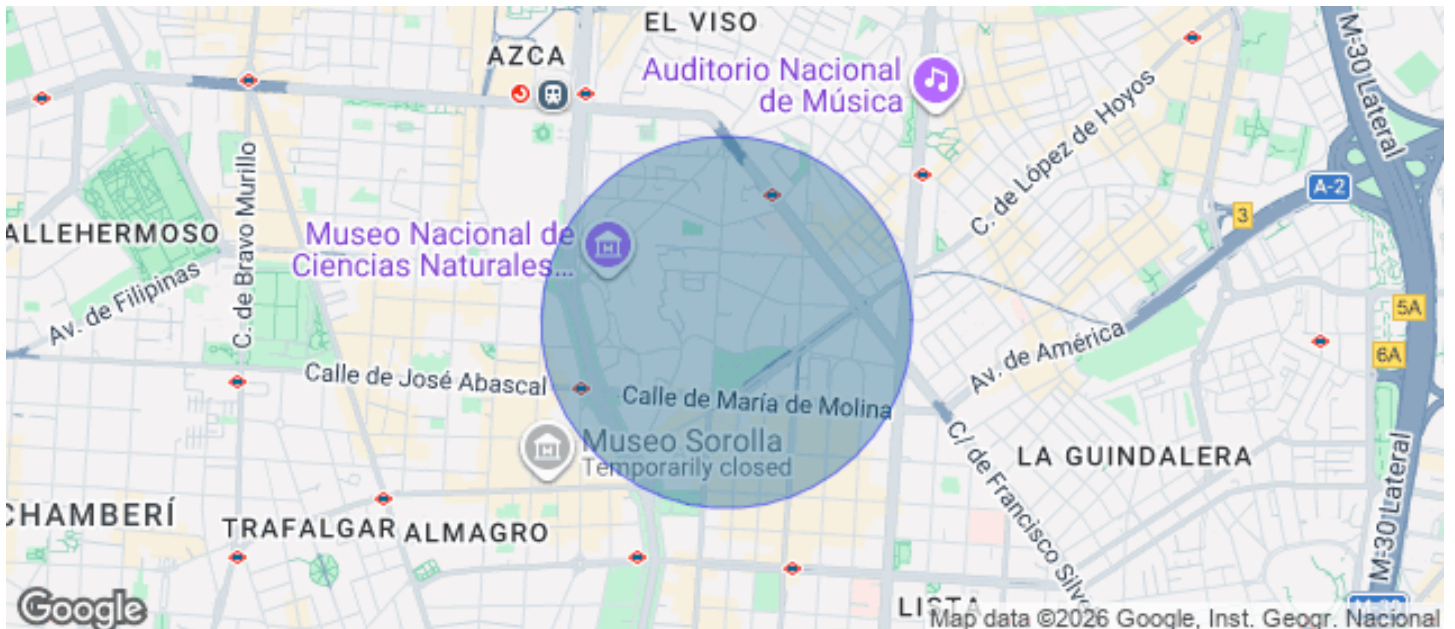 EL VISO
AZCA
Auditorio Nacional
de Música
C. de López de Hoyos
M-30 Lateral
A-2
3
ALLEHERMOSO
C. de Bravo Murillo
Museo Nacional de
Ciencias Naturales...
Av. de Filipinas
5A
6A
Av. de América
Calle de José Abascal
Calle de María de Molina
Museo Sorolla
Temporarily closed
C/ de Francisco Silve
LA GUINDALERA
M-30 Lateral
CHAMBERÍ
TRAFALGAR
ALMAGRO
LISTA
M-30
Google
Map data ©2026 Google, Inst. Geogr. Nacional